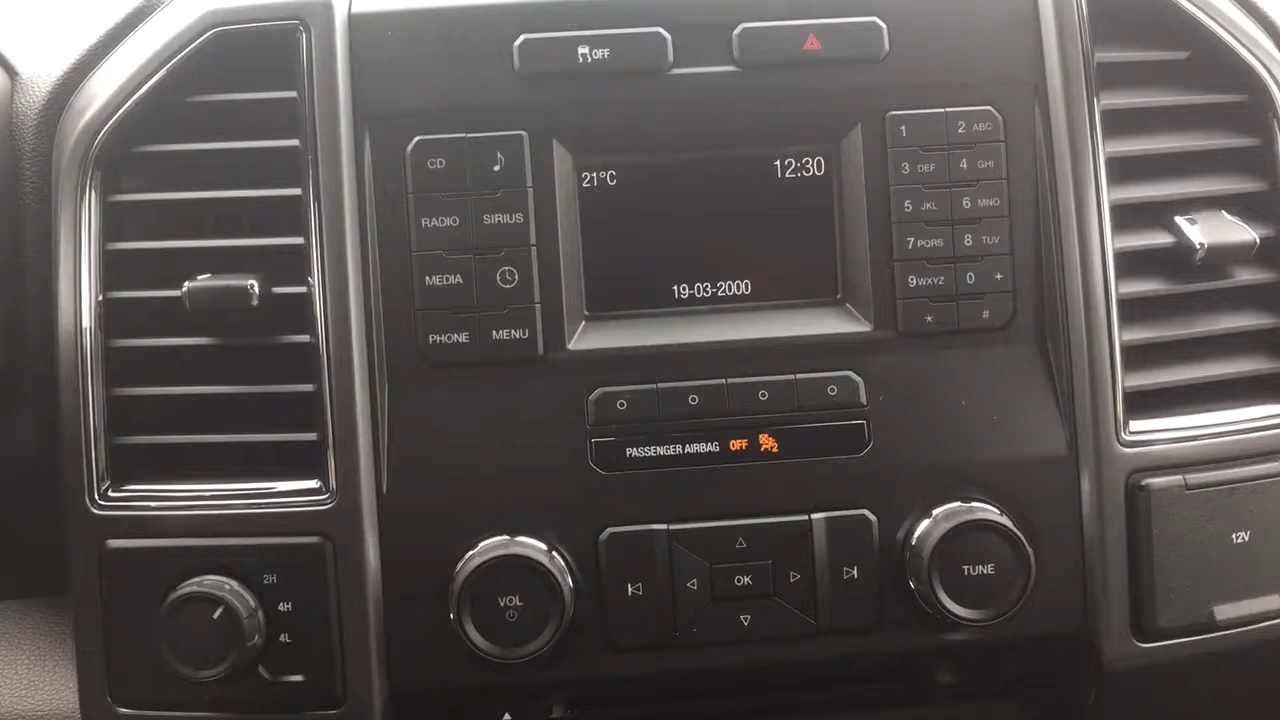 OFF
CD
RADIO SIRIUS
MEDIA
PHONE MENU
21°C 12:30
19-03-2000
1 2 ABC
3 DEF 4 GHI
5 JKL 6 MNO
7 PQRS 8 TUV
9 WXYZ 0 +
* #
PASSENGER AIRBAG OFF 2
VOL
OK
TUNE
2H
4H
4L
12V